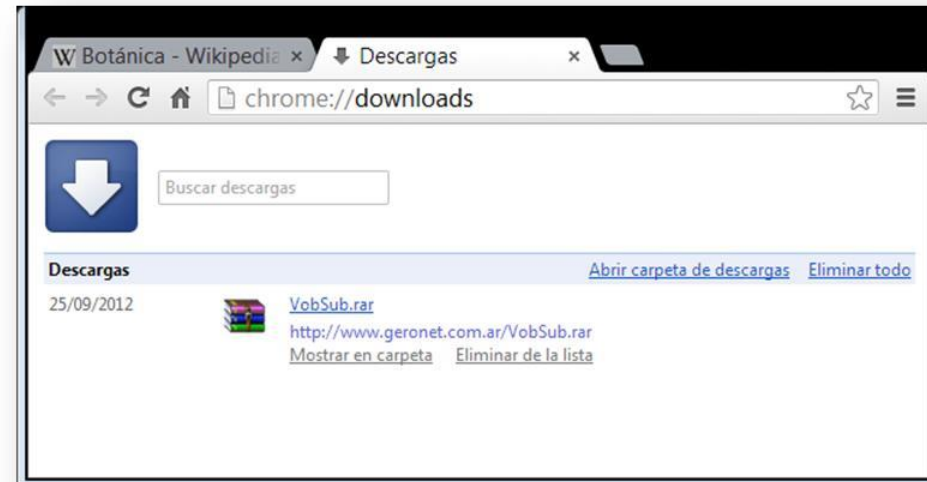 W Botánica - Wikipedia × Descargas ×
chrome://downloads
Buscar descargas
Descargas Abrir carpeta de descargas Eliminar todo
25/09/2012 VobSub.rar
http://www.geronet.com.ar/VobSub.rar
Mostrar en carpeta Eliminar de la lista